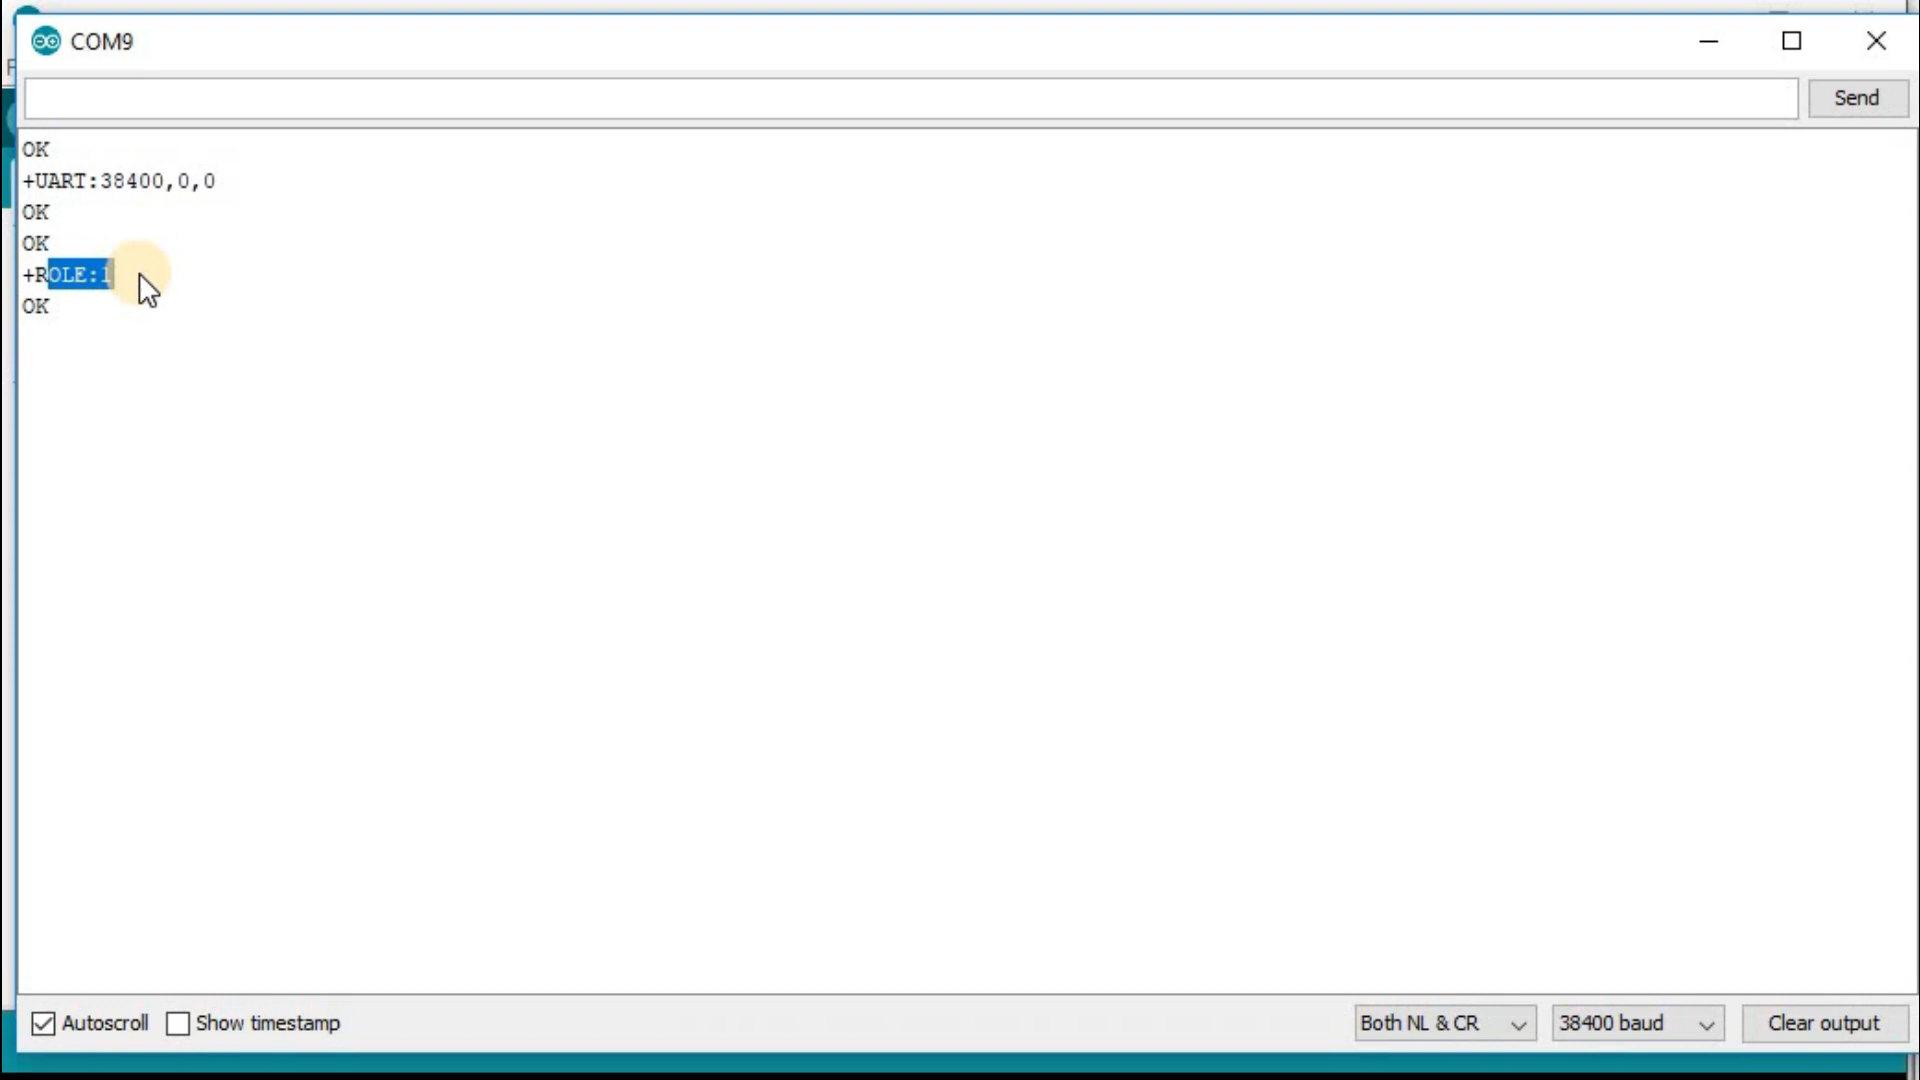 COM9
Send
OK
+UART:38400,0,0
OK
OK
+ROLE:1
OK
Autoscroll
Show timestamp
Both NL & CR
38400 baud
Clear output